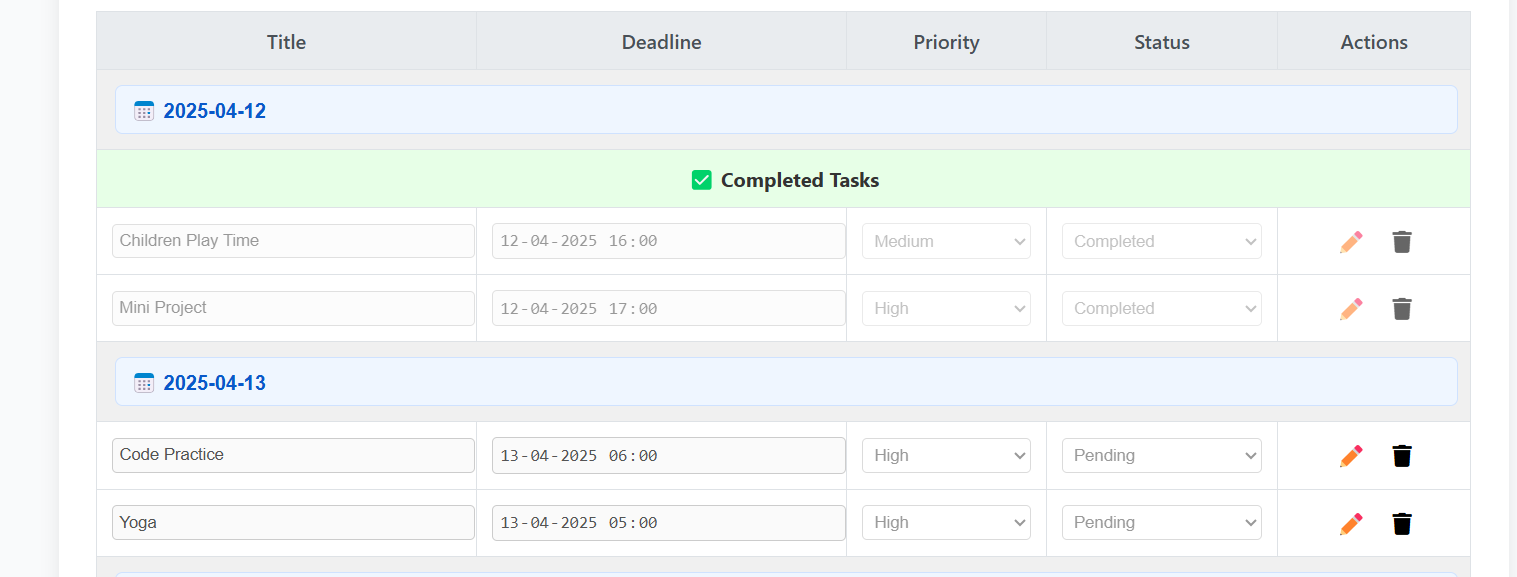 Title Deadline Priority Status Actions
2025-04-12
Completed Tasks
Children Play Time 12-04-2025 16:00 Medium Completed
Mini Project 12-04-2025 17:00 High Completed
2025-04-13
Code Practice 13-04-2025 06:00 High Pending
Yoga 13-04-2025 05:00 High Pending